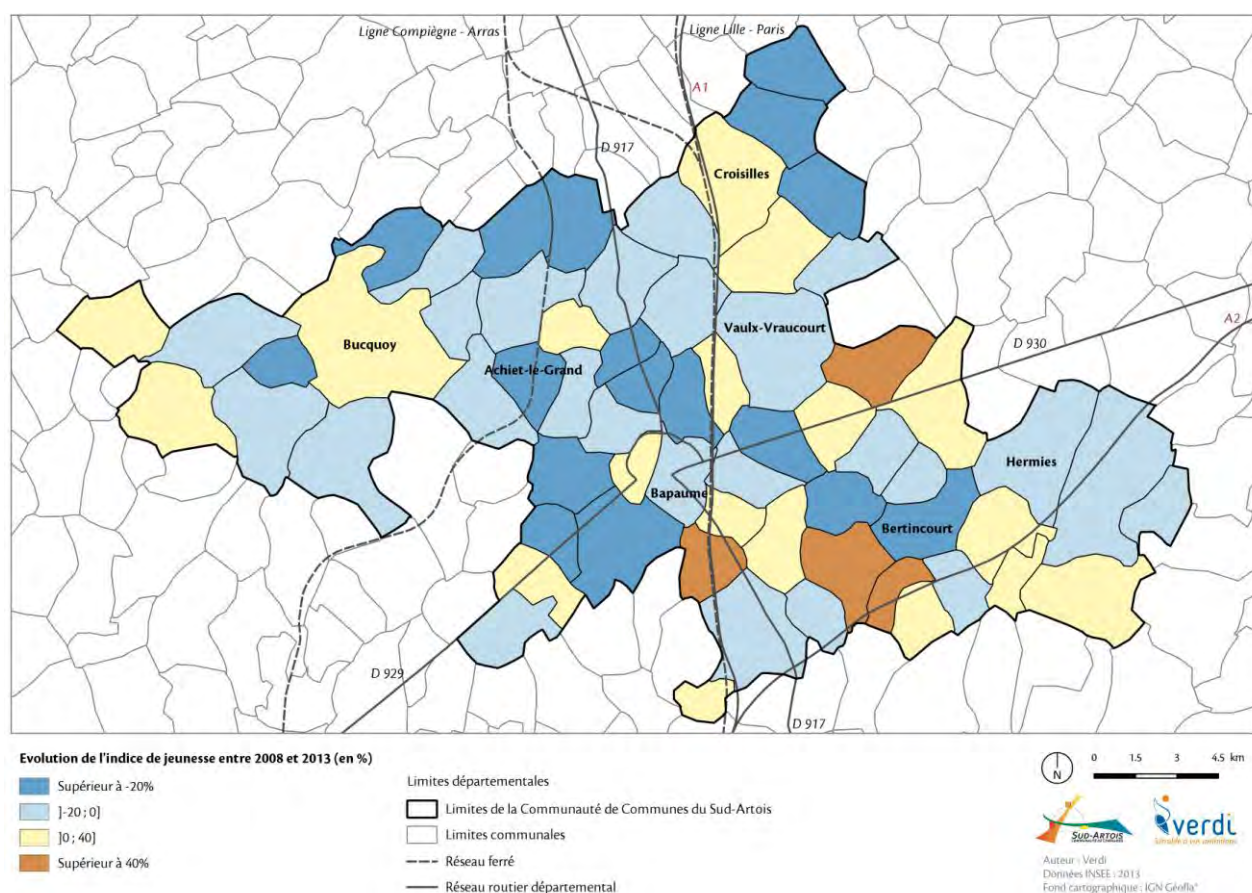 Ligne Compiègne - Arras
Ligne Lille - Paris
A1
D 917
Croisilles
Vaulx-Vraucourt
A2
D 930
Bucquoy
Achiet-le-Grand
Hermies
Bapaume
Bertincourt
D 929
D 917
Evolution de l'indice de jeunesse entre 2008 et 2013 (en %)
Supérieur à -20%
]-20 ; 0]
]0 ; 40]
Supérieur à 40%
Limites départementales
Limites de la Communauté de Communes du Sud-Artois
Limites communales
Réseau ferré
Réseau routier départemental
N
0 1.5 3 4.5 km
SUD-ARTOIS
COMMUNAUTÉ DE COMMUNES
verdi
Auteur : Verdi
Données INSEE : 2013
Fond cartographique : IGN Géofla®